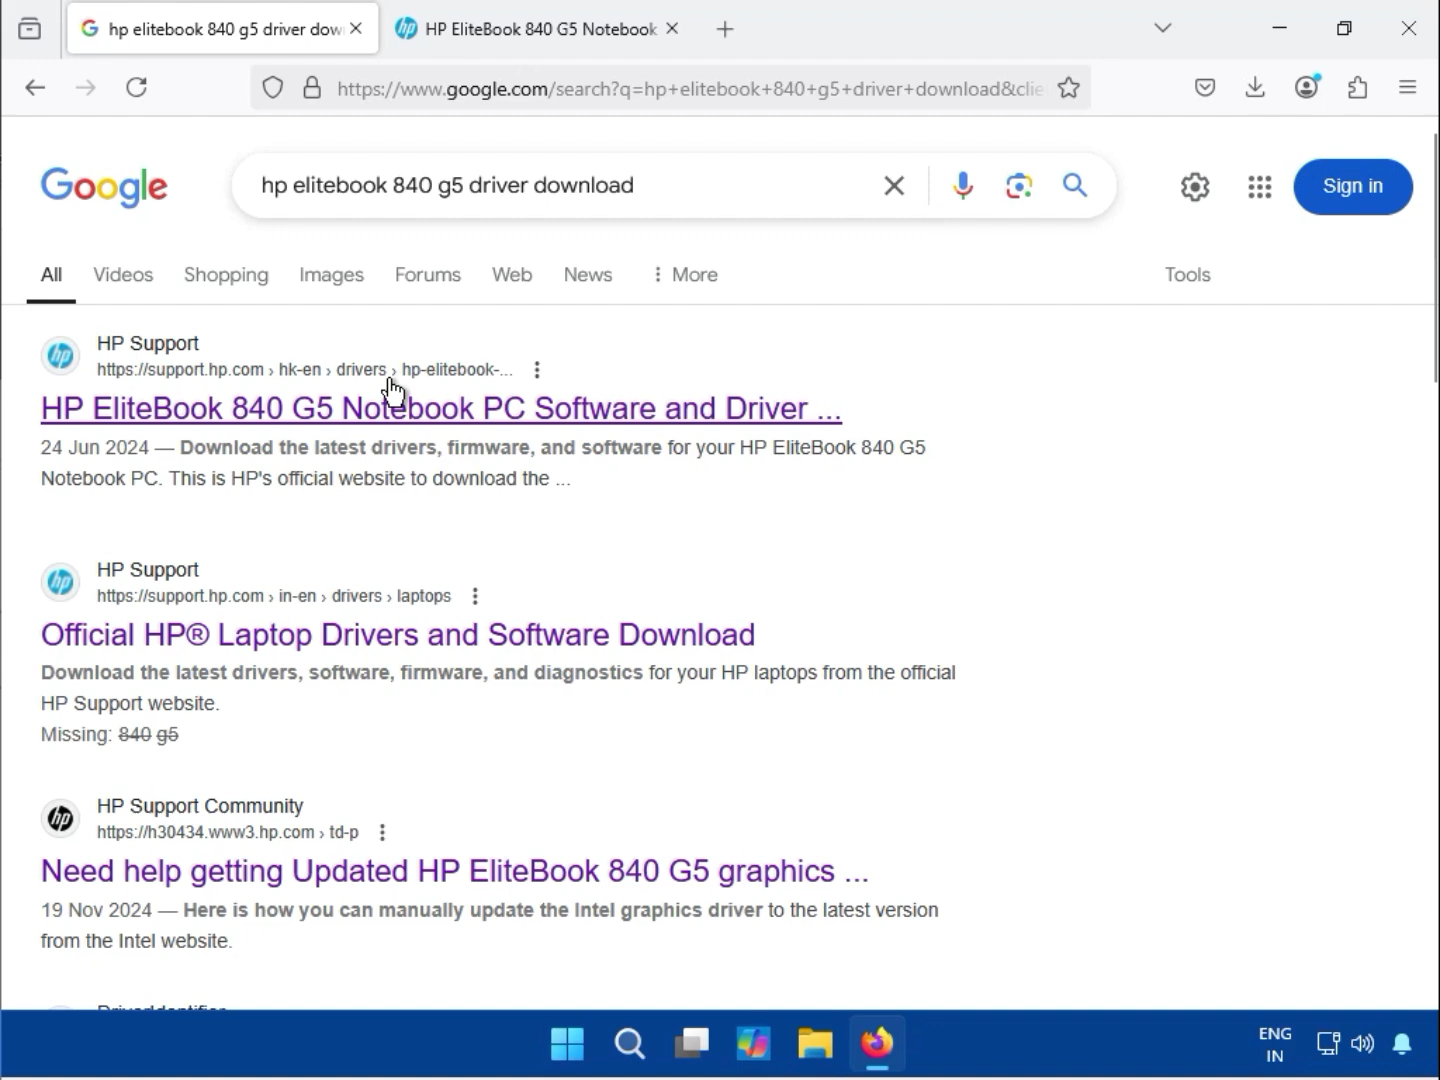 hp elitebook 840 g5 driver dow
HP EliteBook 840 G5 Notebook
https://www.google.com/search?q=hp+elitebook+840+g5+driver+download&clie
Google
hp elitebook 840 g5 driver download
Sign in
All Videos Shopping Images Forums Web News More Tools
HP Support
https://support.hp.com › hk-en › drivers › hp-elitebook-...
HP EliteBook 840 G5 Notebook PC Software and Driver ...
24 Jun 2024 — Download the latest drivers, firmware, and software for your HP EliteBook 840 G5
Notebook PC. This is HP's official website to download the ...
HP Support
https://support.hp.com › in-en › drivers › laptops
Official HP® Laptop Drivers and Software Download
Download the latest drivers, software, firmware, and diagnostics for your HP laptops from the official
HP Support website.
Missing: 840 g5
HP Support Community
https://h30434.www3.hp.com › td-p
Need help getting Updated HP EliteBook 840 G5 graphics ...
19 Nov 2024 — Here is how you can manually update the Intel graphics driver to the latest version
from the Intel website.
ENG
IN